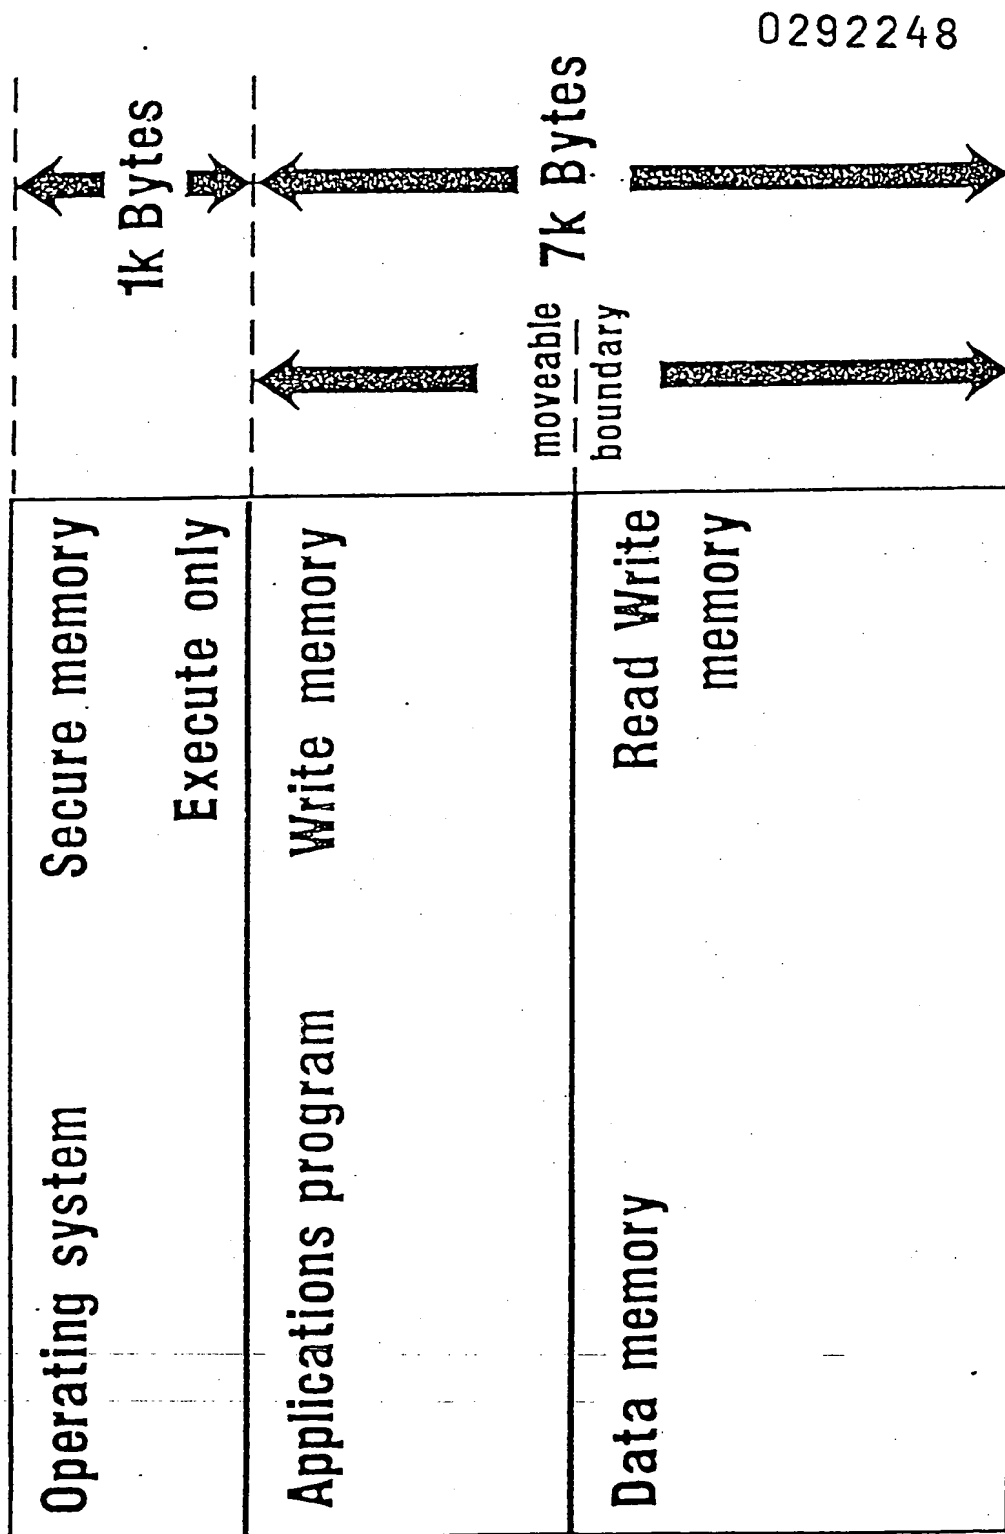 0292248
Operating system
Secure memory
Execute only
1k Bytes
Applications program
Write memory
moveable
boundary
7k Bytes
Data memory
Read Write
memory